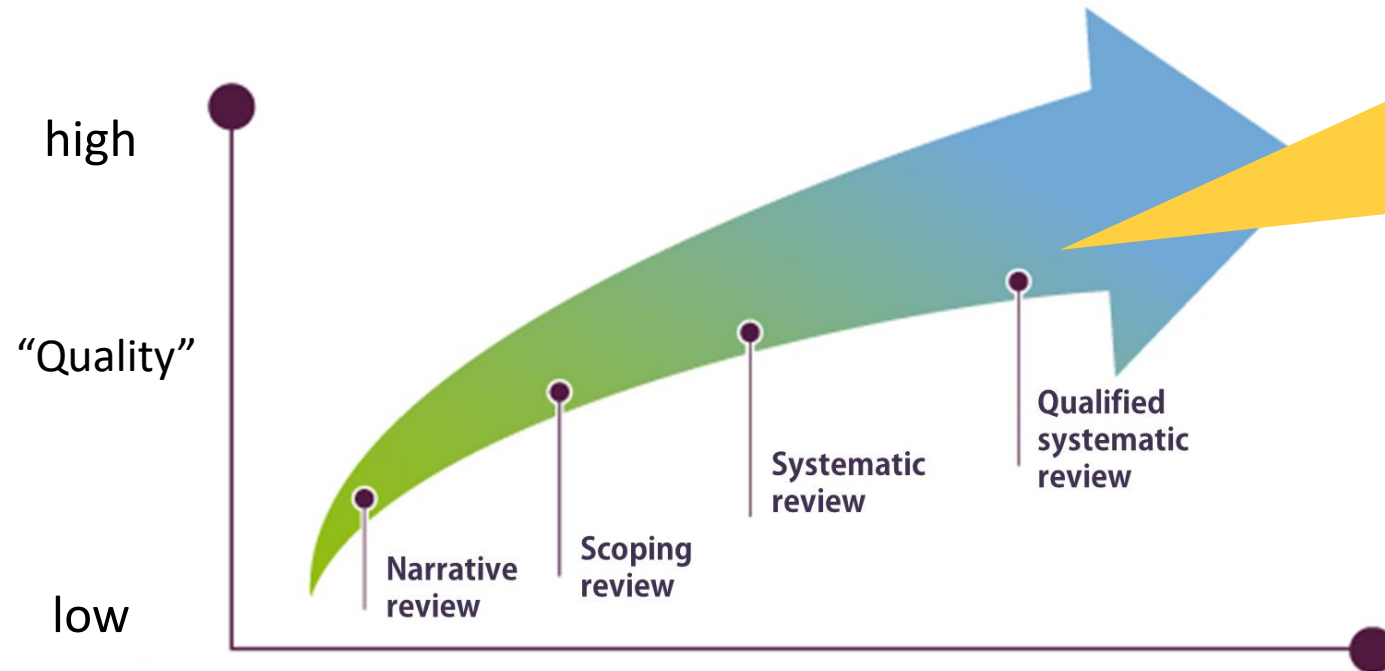 high
“Quality”
low
Narrative
review
Scoping
review
Systematic
review
Qualified
systematic
review